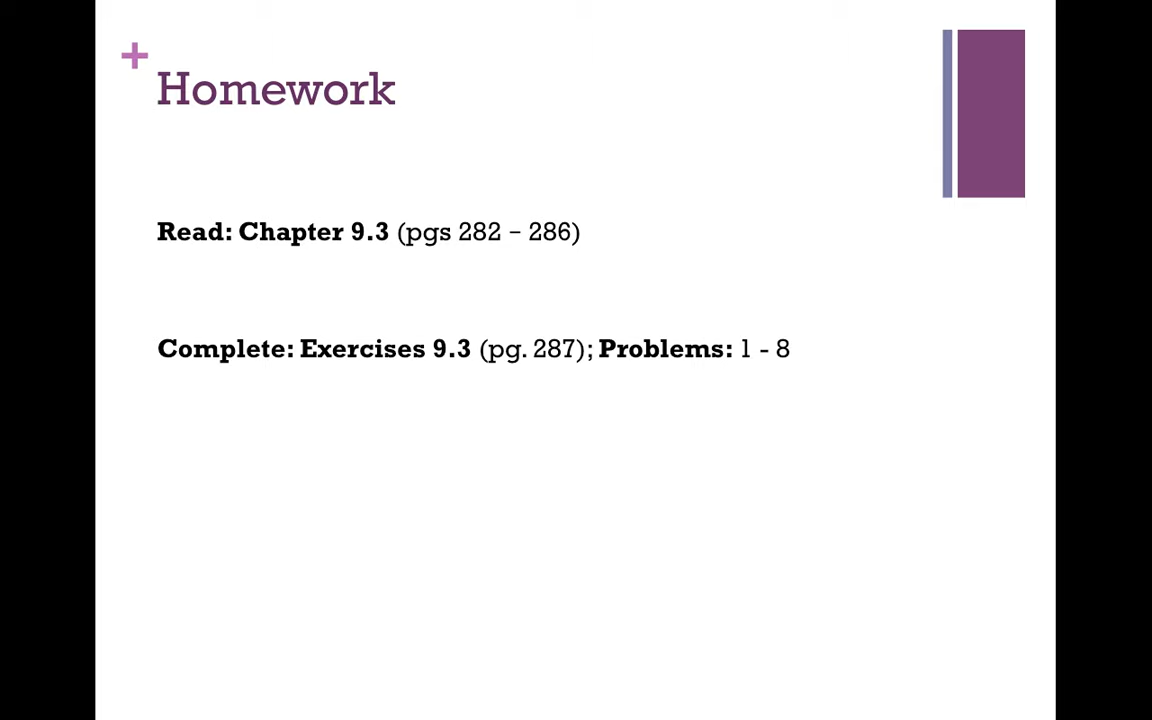 +
Homework
Read: Chapter 9.3 (pgs 282 – 286)
Complete: Exercises 9.3 (pg. 287); Problems: 1 - 8